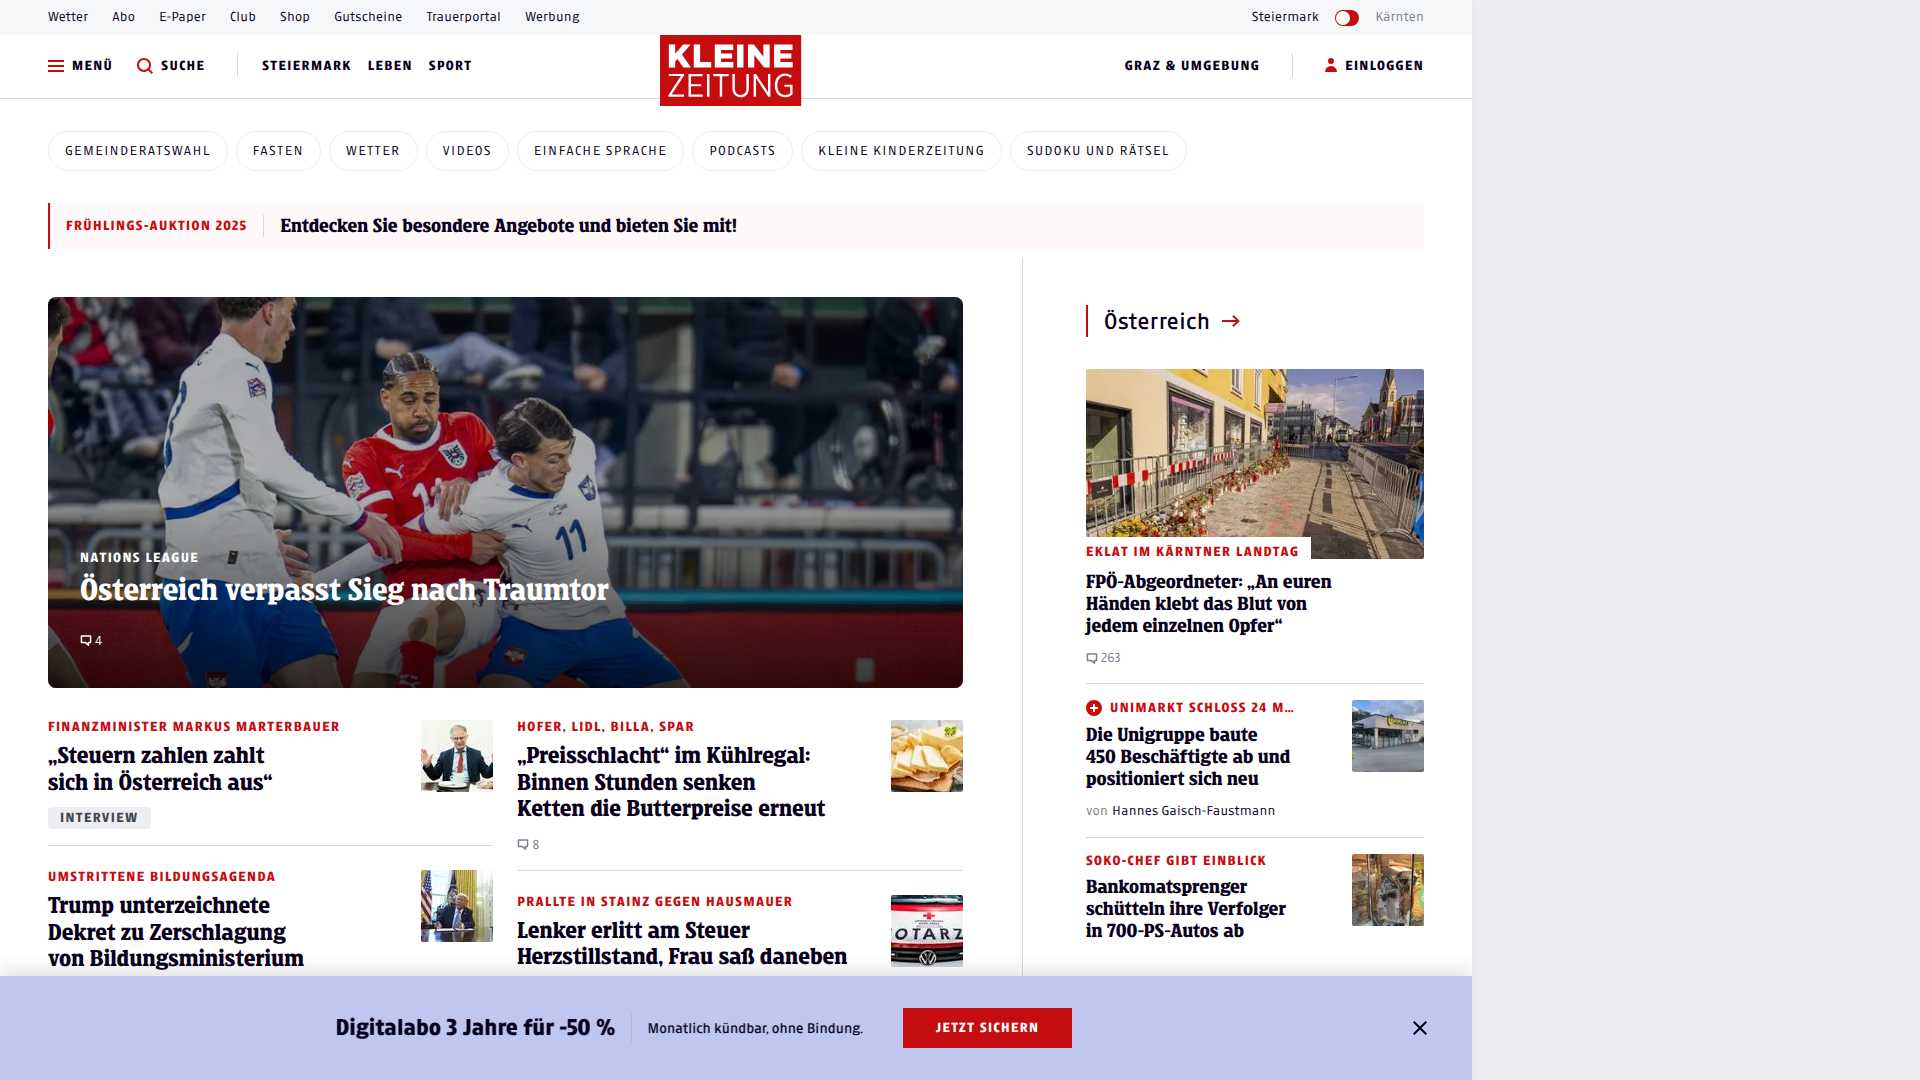 Wetter Abo E-Paper Club Shop Gutscheine Trauerportal Werbung Steiermark Kärnten
MENÜ SUCHE STEIERMARK LEBEN SPORT KLEINE ZEITUNG GRAZ & UMGEBUNG EINLOGGEN
GEMEINDERATSWAHL FASTEN WETTER VIDEOS EINFACHE SPRACHE PODCASTS KLEINE KINDERZEITUNG SUDOKU UND RÄTSEL
FRÜHLINGS-AUKTION 2025 Entdecken Sie besondere Angebote und bieten Sie mit!
11
NATIONS LEAGUE
Österreich verpasst Sieg nach Traumtor
4
FINANZMINISTER MARKUS MARTERBAUER
„Steuern zahlen zahlt
sich in Österreich aus“
INTERVIEW
UMSTRITTENE BILDUNGSAGENDA
Trump unterzeichnete
Dekret zu Zerschlagung
von Bildungsministerium
HOFER, LIDL, BILLA, SPAR
„Preisschlacht“ im Kühlregal:
Binnen Stunden senken
Ketten die Butterpreise erneut
8
PRALLTE IN STAINZ GEGEN HAUSMAUER
Lenker erlitt am Steuer
Herzstillstand, Frau saß daneben
OTARZ
Österreich
EKLAT IM KÄRNTNER LANDTAG
FPÖ-Abgeordneter: „An euren
Händen klebt das Blut von
jedem einzelnen Opfer“
263
UNIMARKT SCHLOSS 24 M...
Die Unigruppe baute
450 Beschäftigte ab und
positioniert sich neu
von Hannes Gaisch-Faustmann
SOKO-CHEF GIBT EINBLICK
Bankomatsprenger
schütteln ihre Verfolger
in 700-PS-Autos ab
Digitalabo 3 Jahre für -50 % Monatlich kündbar, ohne Bindung. JETZT SICHERN